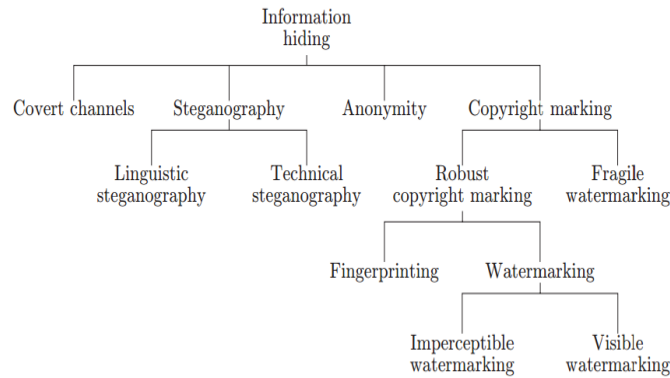 Information
hiding
Covert channels
Steganography
Anonymity
Copyright marking
Linguistic
steganography
Technical
steganography
Robust
copyright marking
Fragile
watermarking
Fingerprinting
Watermarking
Imperceptible
watermarking
Visible
watermarking